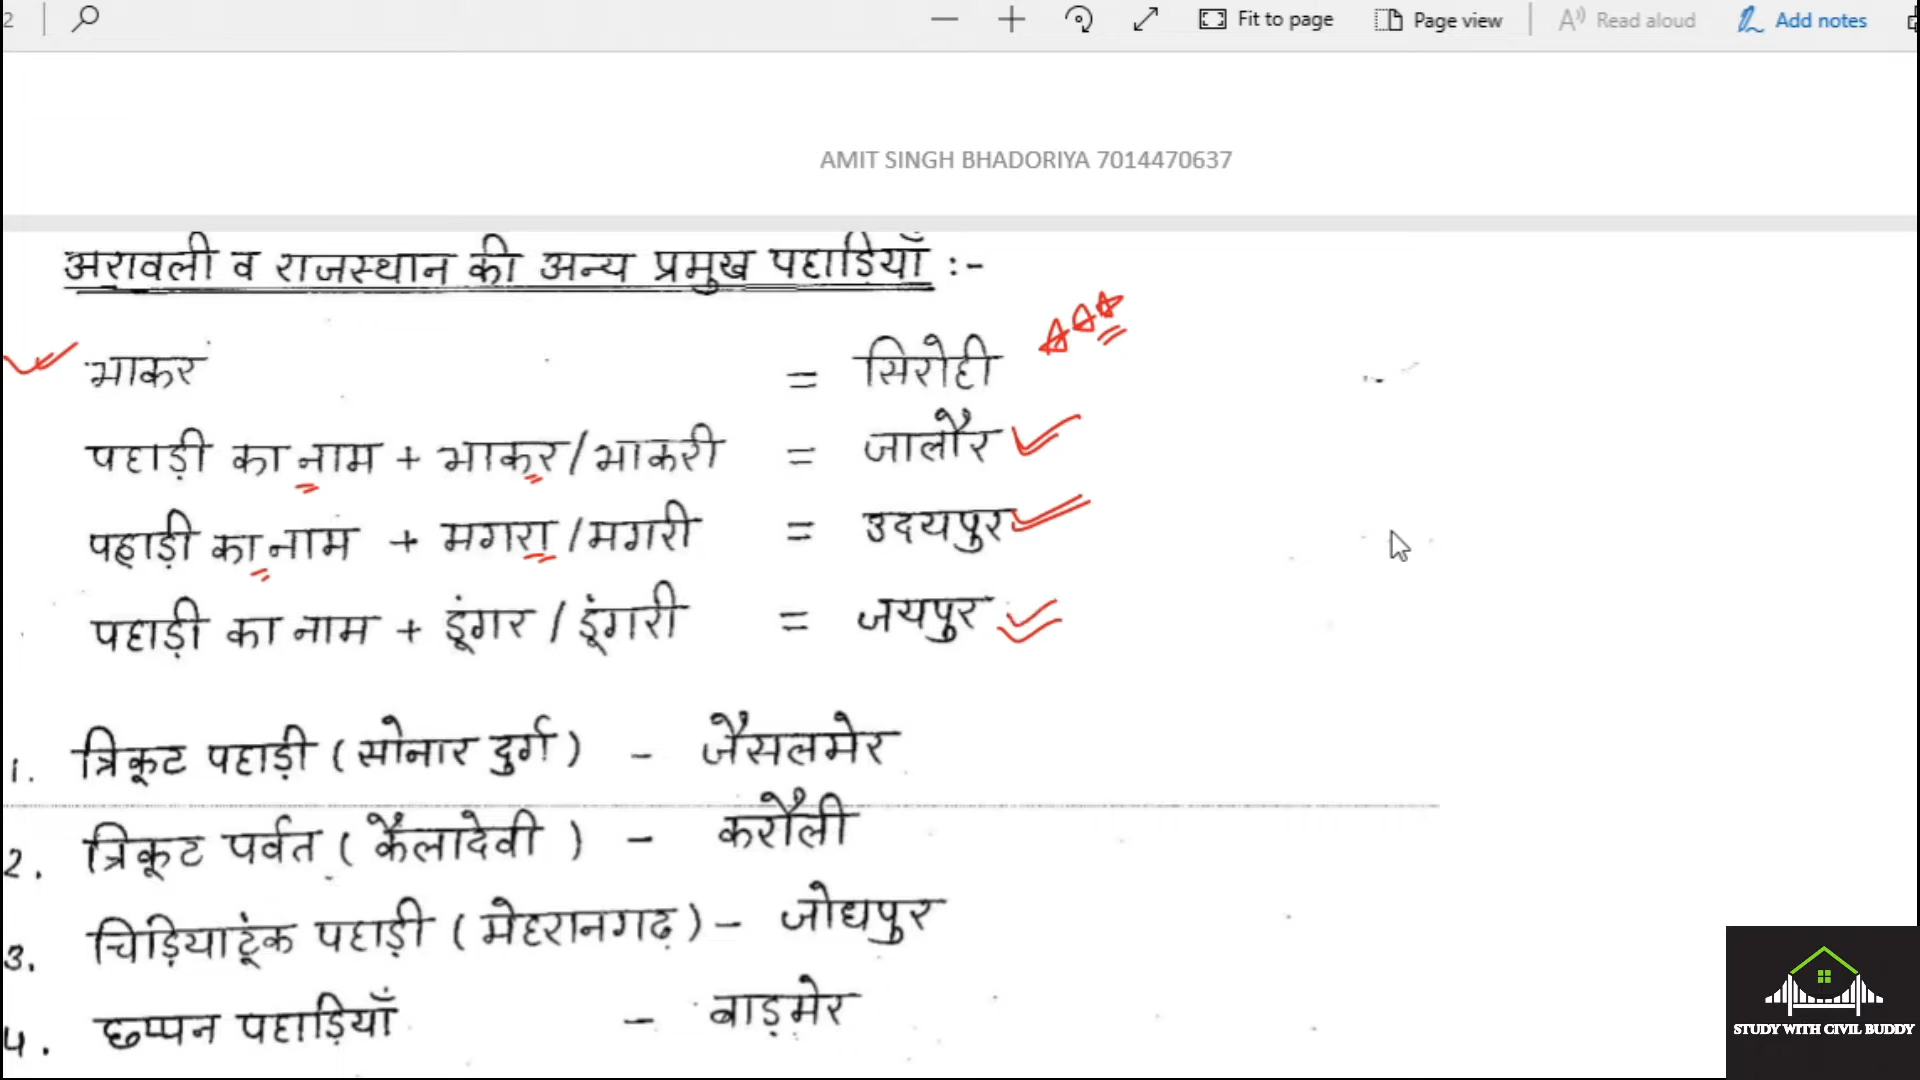 2
Fit to page
Page view
Read aloud
Add notes
AMIT SINGH BHADORIYA 7014470637
अरावली व राजस्थान की अन्य प्रमुख पहाड़ियाँ :-
भाकर = सिरोही
पहाड़ी का नाम + भाकर / भाकरी = जालौर
पहाड़ी का नाम + मगरा / मगरी = उदयपुर
पहाड़ी का नाम + डूंगर / डूंगरी = जयपुर
1. त्रिकूट पहाड़ी ( सोनार दुर्ग ) - जैसलमेर
2. त्रिकूट पर्वत ( कैलादेवी ) - करौली
3. चिड़ियाटूंक पहाड़ी ( मेहरानगढ़ ) - जोधपुर
4. छप्पन पहाड़ियाँ - बाड़मेर
STUDY WITH CIVIL BUDDY